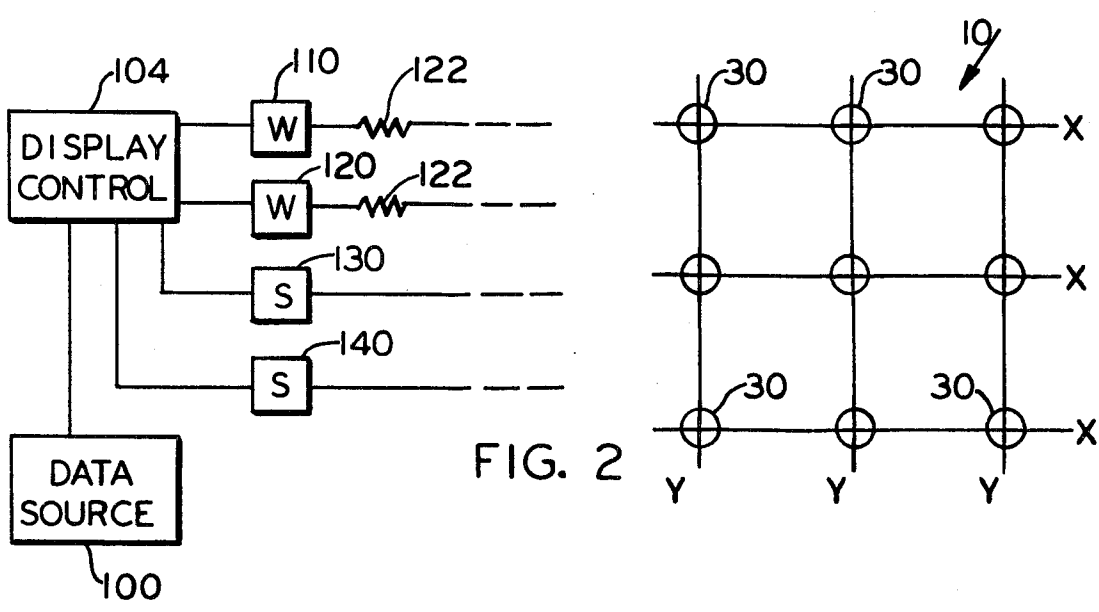 104
DISPLAY
CONTROL
110
W
122
120
W
122
130
S
140
S
DATA
SOURCE
100
FIG. 2
10
30
30
X
X
30
30
X
Y
Y
Y